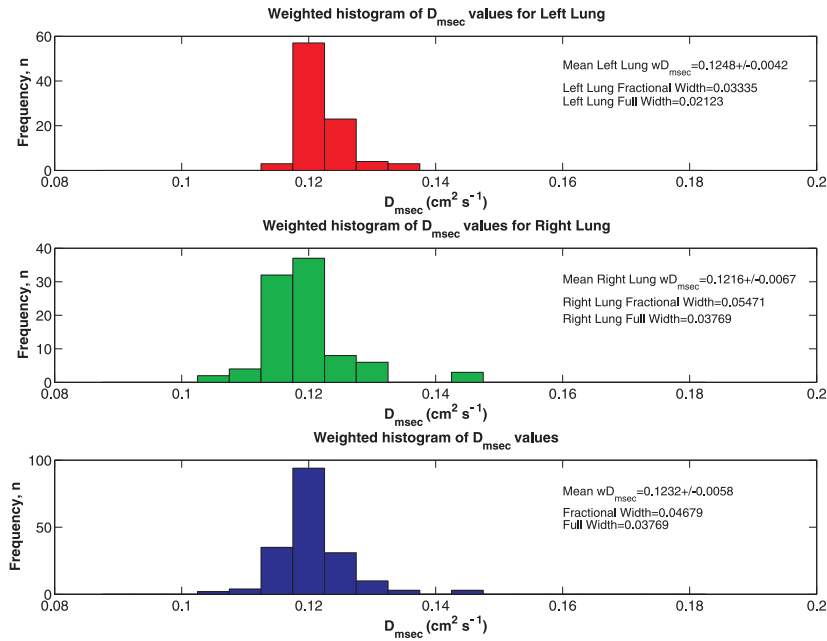 Weighted histogram of Dmsec values for Left Lung
60
40
20
0
Frequency, n
Mean Left Lung wDmsec=0.1248+/-0.0042
Left Lung Fractional Width=0.03335
Left Lung Full Width=0.02123
0.08 0.1 0.12 0.14 0.16 0.18 0.2
Dmsec (cm² s⁻¹)
Weighted histogram of Dmsec values for Right Lung
40
30
20
10
0
Frequency, n
Mean Right Lung wDmsec=0.1216+/-0.0067
Right Lung Fractional Width=0.05471
Right Lung Full Width=0.03769
0.08 0.1 0.12 0.14 0.16 0.18 0.2
Dmsec (cm² s⁻¹)
Weighted histogram of Dmsec values
100
50
0
Frequency, n
Mean wDmsec=0.1232+/-0.0058
Fractional Width=0.04679
Full Width=0.03769
0.08 0.1 0.12 0.14 0.16 0.18 0.2
Dmsec (cm² s⁻¹)